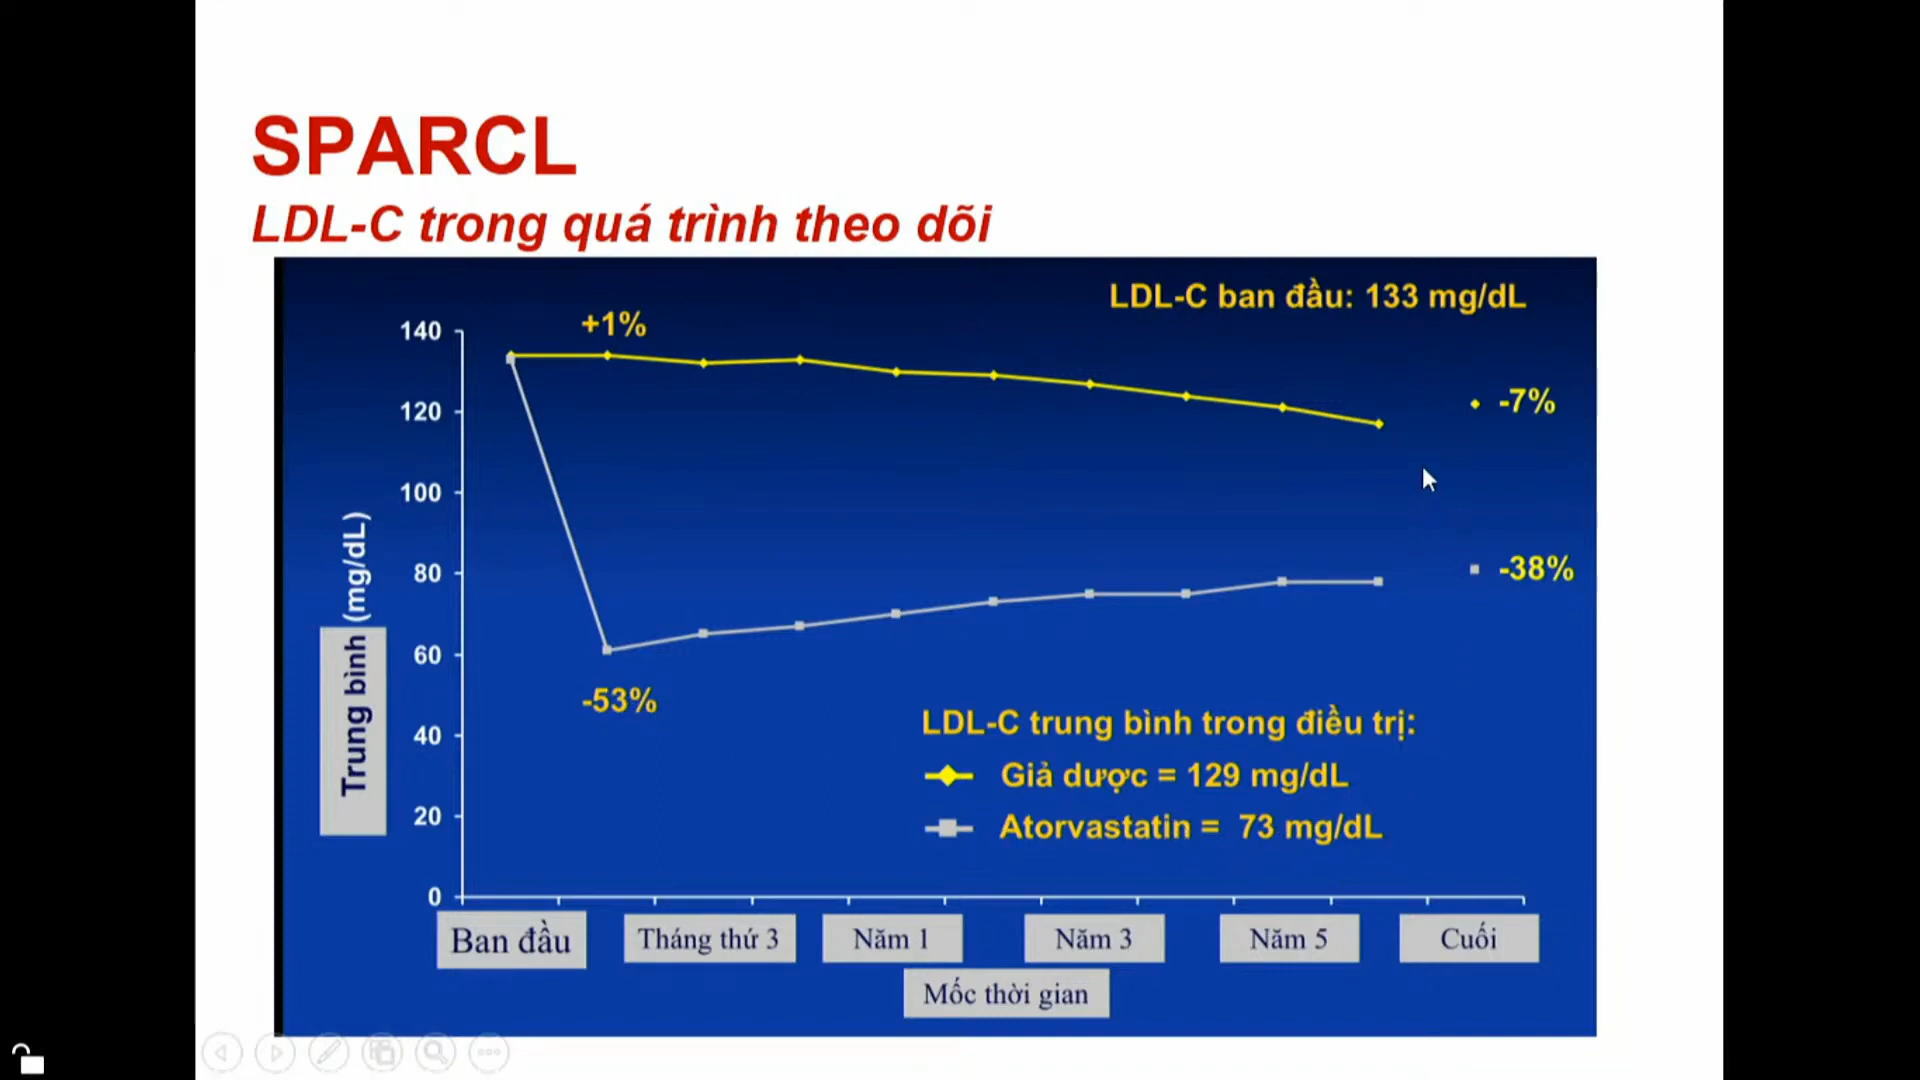 SPARCL
LDL-C trong quá trình theo dõi
LDL-C ban đầu: 133 mg/dL
+1%
140
120
100
80
60
40
20
0
-7%
-38%
-53%
Trung bình (mg/dL)
LDL-C trung bình trong điều trị:
Giả dược = 129 mg/dL
Atorvastatin = 73 mg/dL
Ban đầu
Tháng thứ 3
Năm 1
Năm 3
Năm 5
Cuối
Mốc thời gian